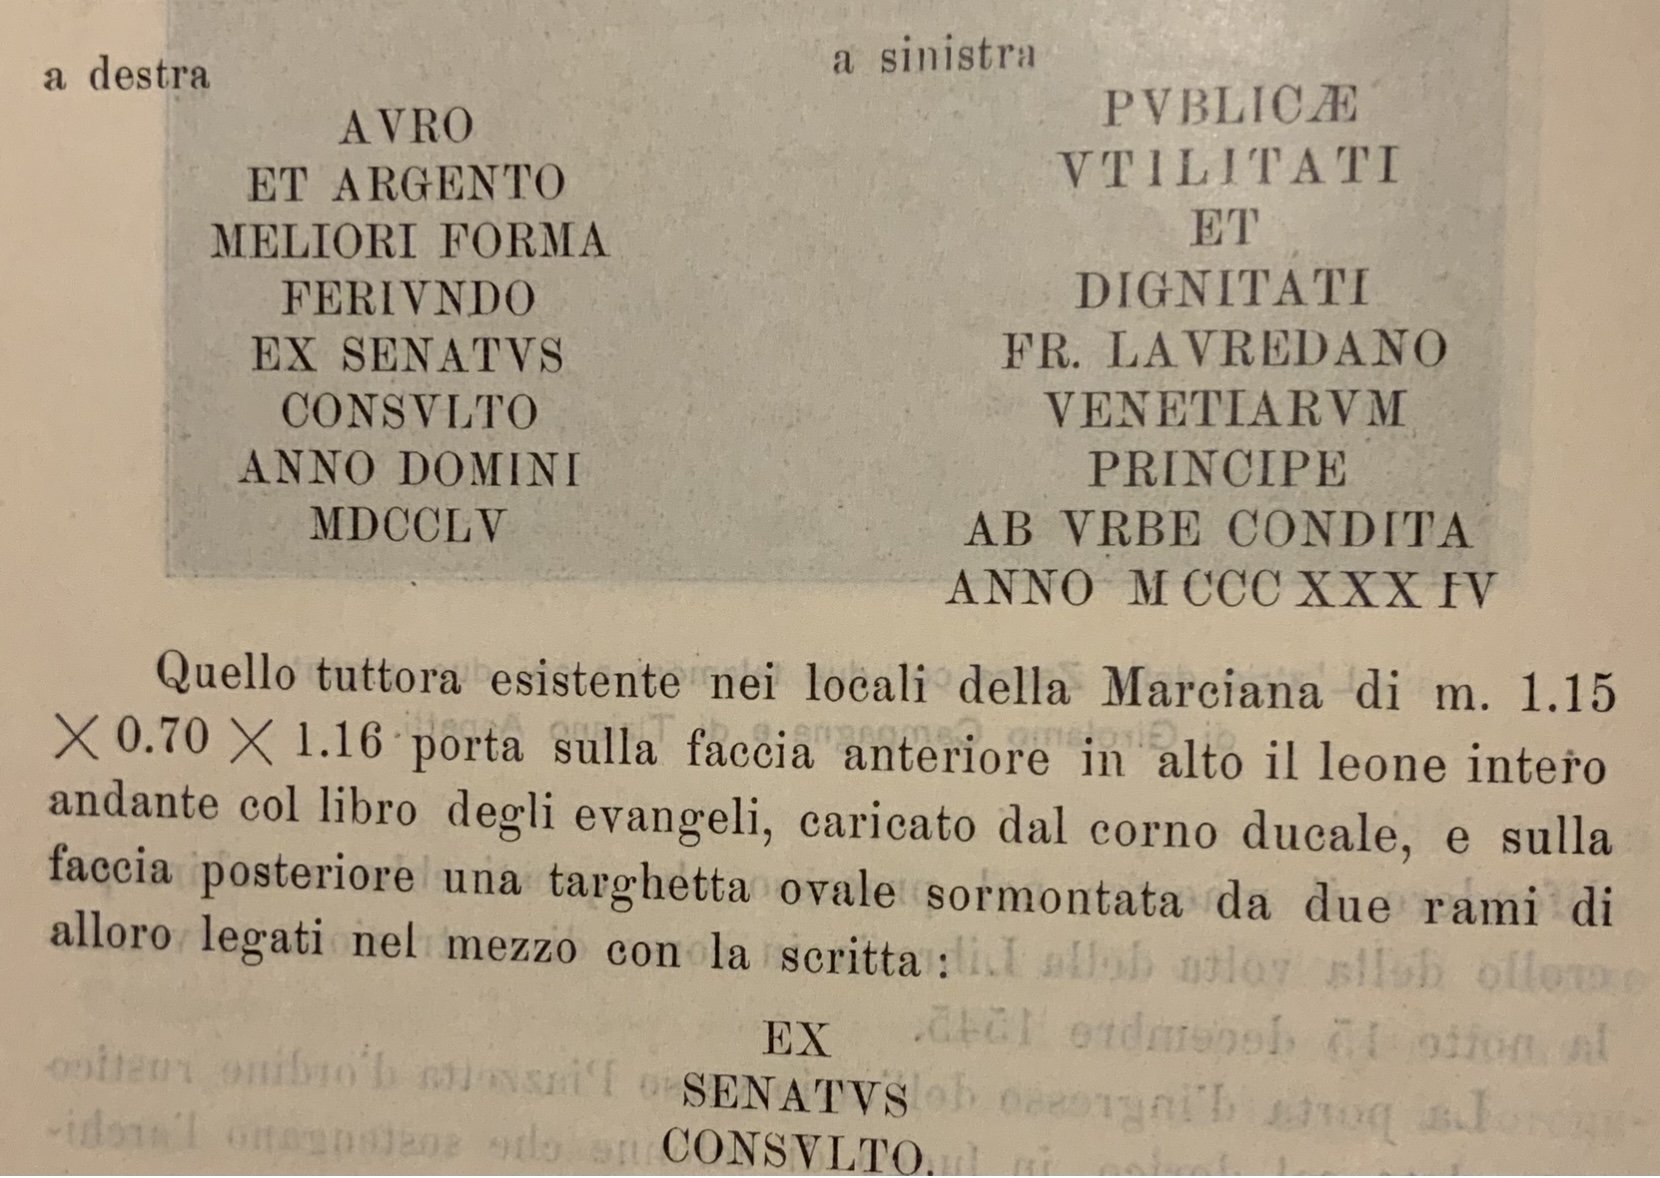 a destra
AVRO
ET ARGENTO
MELIORI FORMA
FERIVNDO
EX SENATVS
CONSVLTO
ANNO DOMINI
MDCCLV
a sinistra
PVBLICÆ
VTILITATI
ET
DIGNITATI
FR. LAVREDANO
VENETIARVM
PRINCIPE
AB VRBE CONDITA
ANNO MCCCXXXIV
Quello tuttora esistente nei locali della Marciana di m. 1.15
× 0.70 × 1.16 porta sulla faccia anteriore in alto il leone intero
andante col libro degli evangeli, caricato dal corno ducale, e sulla
faccia posteriore una targhetta ovale sormontata da due rami di
alloro legati nel mezzo con la scritta :
EX
SENATVS
CONSVLTO.